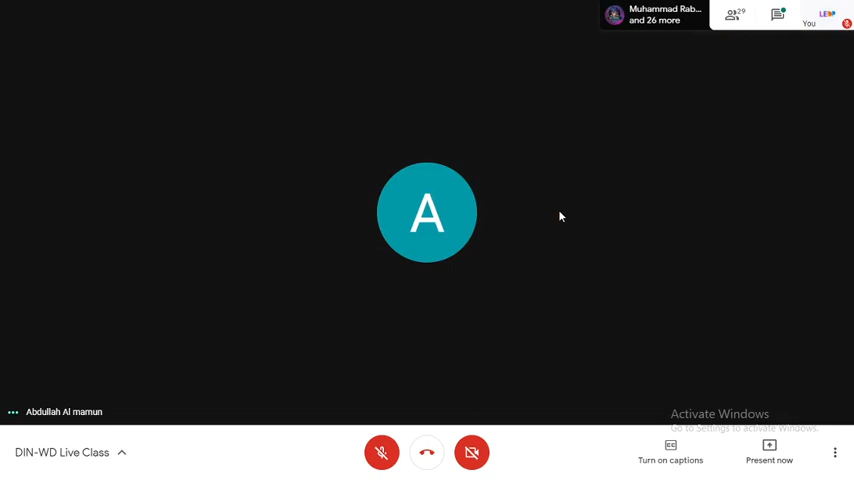 Muhammad Rab...
and 26 more
29
You
A
Abdullah Al mamun
Activate Windows
Go to Settings to activate Windows.
DIN-WD Live Class
CC
Turn on captions
Present now